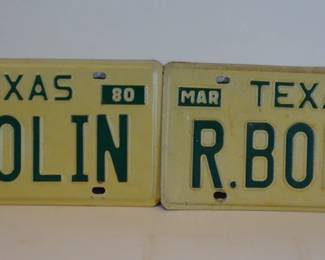 XAS 80
OLIN
MAR TEXA
R.BO